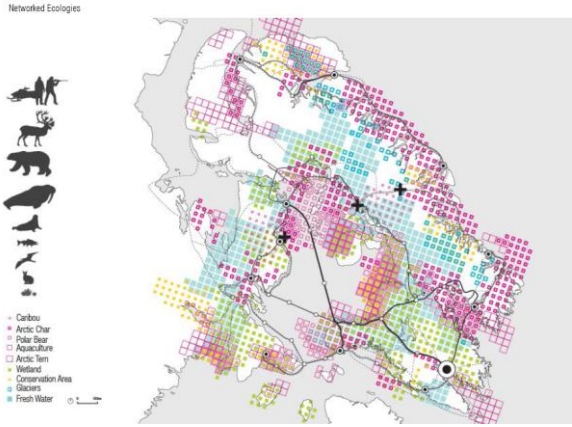 Networked Ecologies
Caribou
Arctic Char
Polar Bear
Aquaculture
Arctic Tern
Wetland
Conservation Area
Glaciers
Fresh Water